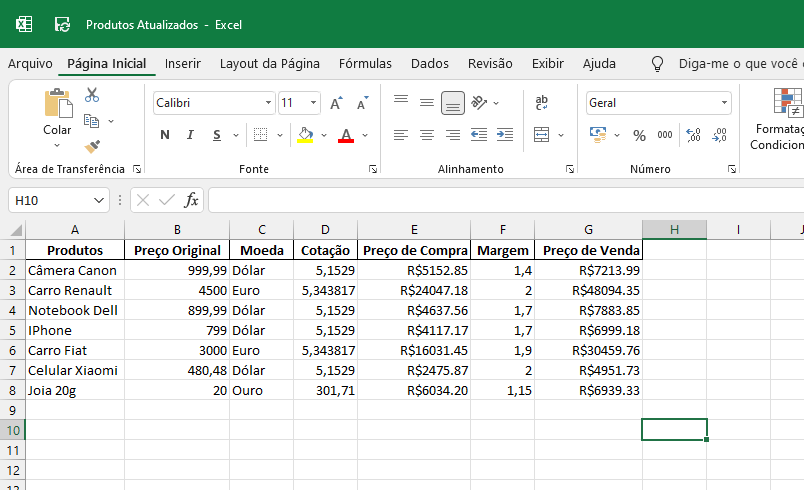 Produtos Atualizados - Excel
Arquivo Página Inicial Inserir Layout da Página Fórmulas Dados Revisão Exibir Ajuda Diga-me o que você
Calibri 11 A A ab Geral
Colar N I S A % 000 ,00 ,00 Formataç
Condicion
Área de Transferência Fonte Alinhamento Número
H10 fx
A B C D E F G H I J
1 Produtos Preço Original Moeda Cotação Preço de Compra Margem Preço de Venda
2 Câmera Canon 999,99 Dólar 5,1529 R$5152.85 1,4 R$7213.99
3 Carro Renault 4500 Euro 5,343817 R$24047.18 2 R$48094.35
4 Notebook Dell 899,99 Dólar 5,1529 R$4637.56 1,7 R$7883.85
5 IPhone 799 Dólar 5,1529 R$4117.17 1,7 R$6999.18
6 Carro Fiat 3000 Euro 5,343817 R$16031.45 1,9 R$30459.76
7 Celular Xiaomi 480,48 Dólar 5,1529 R$2475.87 2 R$4951.73
8 Joia 20g 20 Ouro 301,71 R$6034.20 1,15 R$6939.33
9
10
11
12
13